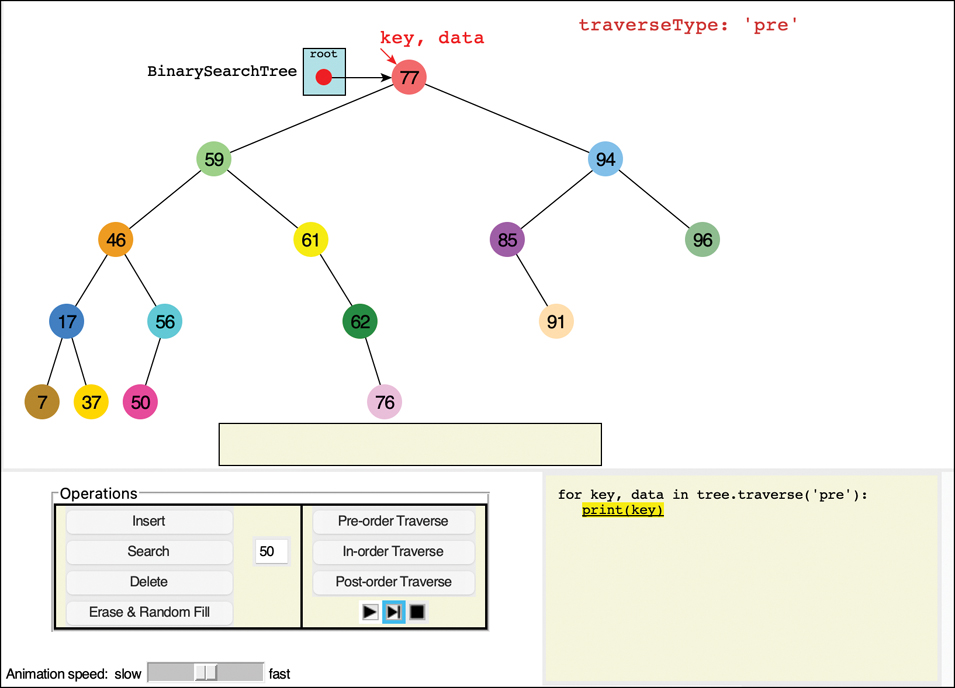 traverseType: 'pre'
key, data
root
BinarySearchTree
77
59
94
46
61
85
96
17
56
62
91
7
37
50
76
Operations
Insert
Search
50
Delete
Erase & Random Fill
Pre-order Traverse
In-order Traverse
Post-order Traverse
Animation speed: slow
fast
for key, data in tree.traverse('pre'):
print(key)